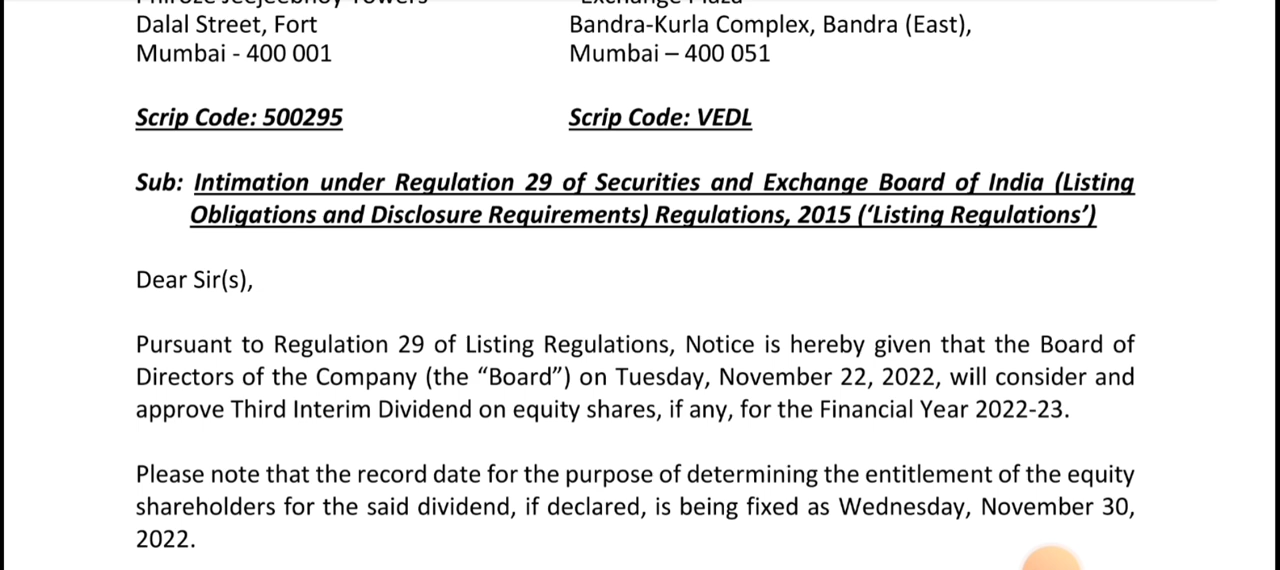 Dalal Street, Fort
Mumbai - 400 001
Bandra-Kurla Complex, Bandra (East),
Mumbai – 400 051
Scrip Code: 500295
Scrip Code: VEDL
Sub: Intimation under Regulation 29 of Securities and Exchange Board of India (Listing
Obligations and Disclosure Requirements) Regulations, 2015 (‘Listing Regulations’)
Dear Sir(s),
Pursuant to Regulation 29 of Listing Regulations, Notice is hereby given that the Board of
Directors of the Company (the “Board”) on Tuesday, November 22, 2022, will consider and
approve Third Interim Dividend on equity shares, if any, for the Financial Year 2022-23.
Please note that the record date for the purpose of determining the entitlement of the equity
shareholders for the said dividend, if declared, is being fixed as Wednesday, November 30,
2022.